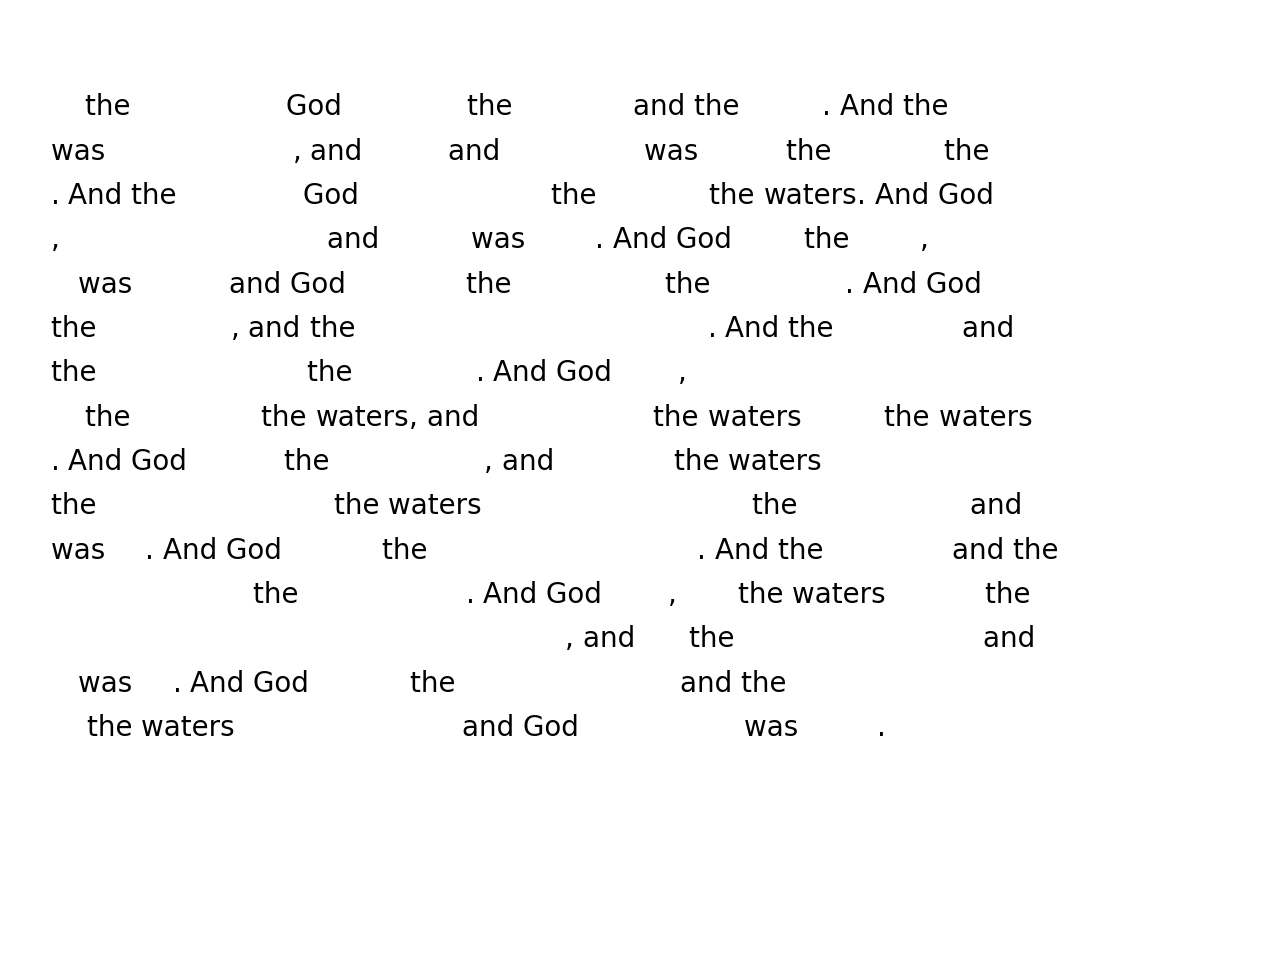 the God the and the . And the
was , and and was the the
. And the God the the waters. And God
, and was . And God the ,
was and God the the . And God
the , and the . And the and
the the . And God ,
the the waters, and the waters the waters
. And God the , and the waters
the the waters the and
was . And God the . And the and the
the . And God , the waters the
, and the and
was . And God the and the
the waters and God was .